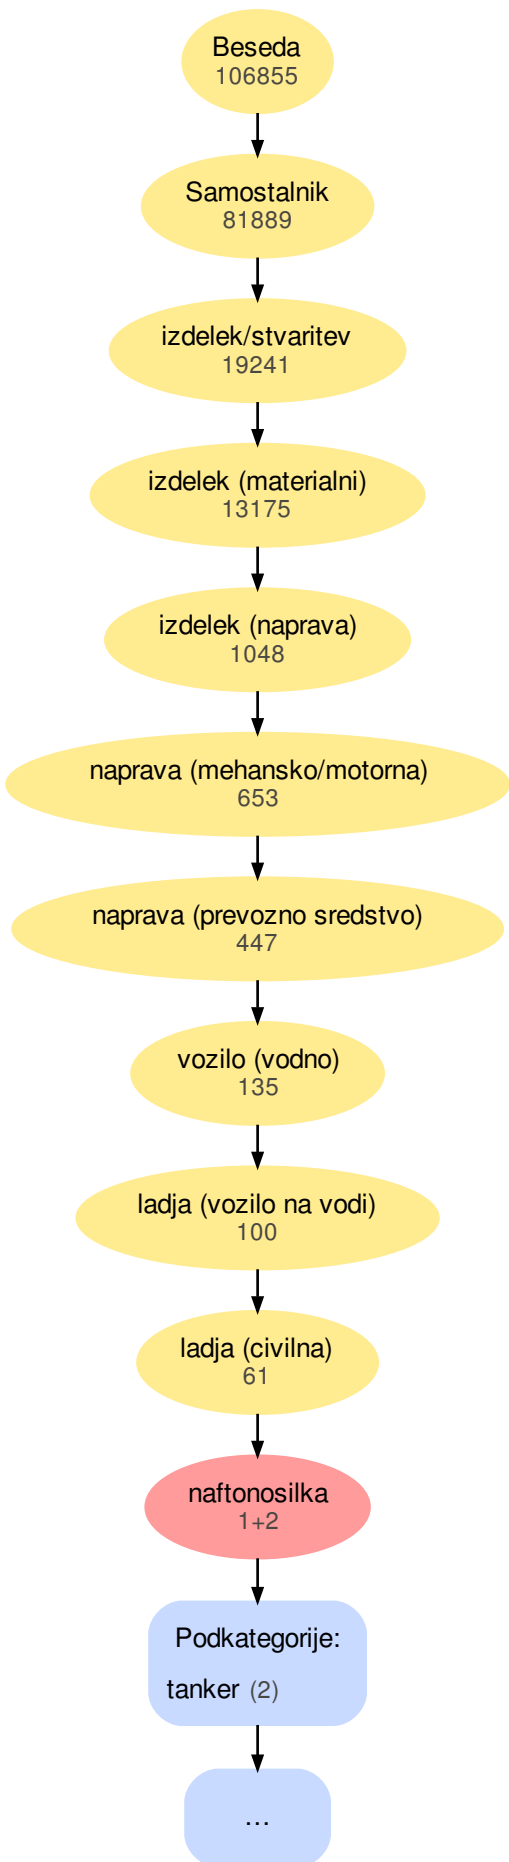 Beseda
106855
Samostalnik
81889
izdelek/stvaritev
19241
izdelek (materialni)
13175
izdelek (naprava)
1048
naprava (mehansko/motorna)
653
naprava (prevozno sredstvo)
447
vozilo (vodno)
135
ladja (vozilo na vodi)
100
ladja (civilna)
61
naftonosilka
1+2
Podkategorije:
tanker (2)
...